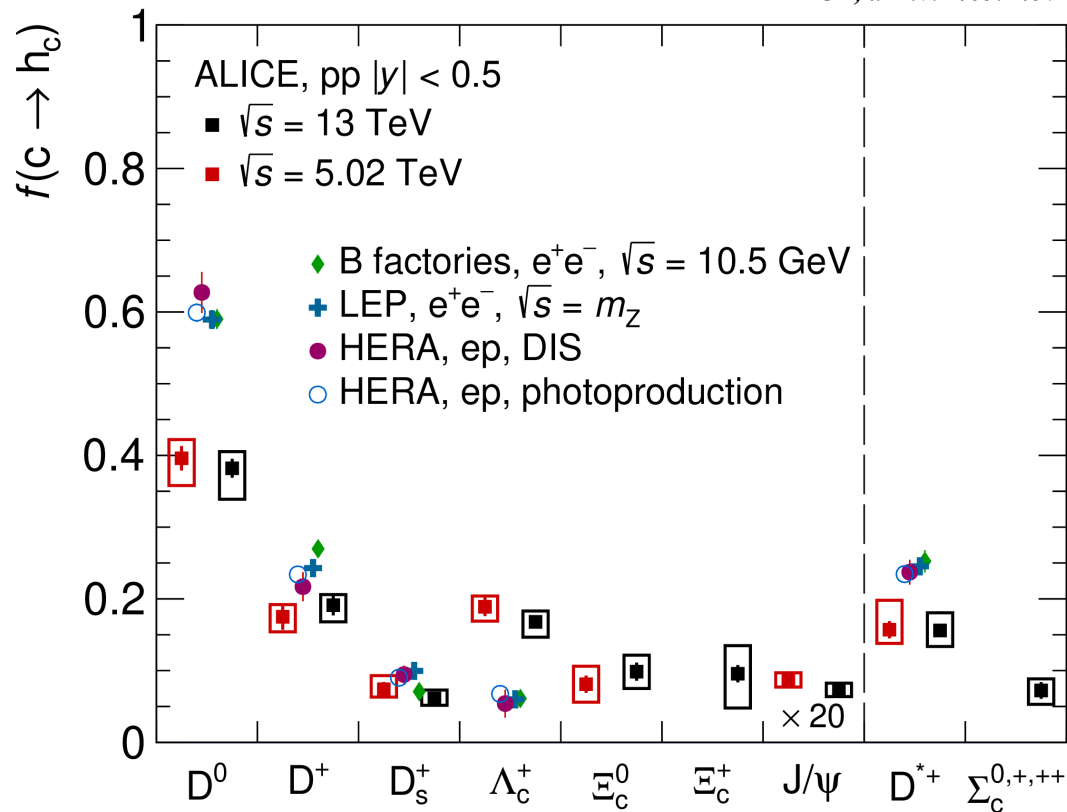 f(c → h_c)
1
0.8
0.6
0.4
0.2
0
ALICE, pp |y| < 0.5
√s = 13 TeV
√s = 5.02 TeV
B factories, e⁺e⁻, √s = 10.5 GeV
LEP, e⁺e⁻, √s = m_Z
HERA, ep, DIS
HERA, ep, photoproduction
× 20
D⁰ D⁺ D_s⁺ Λ_c⁺ Ξ_c⁰ Ξ_c⁺ J/ψ D*⁺ Σ_c^{0,+,++}